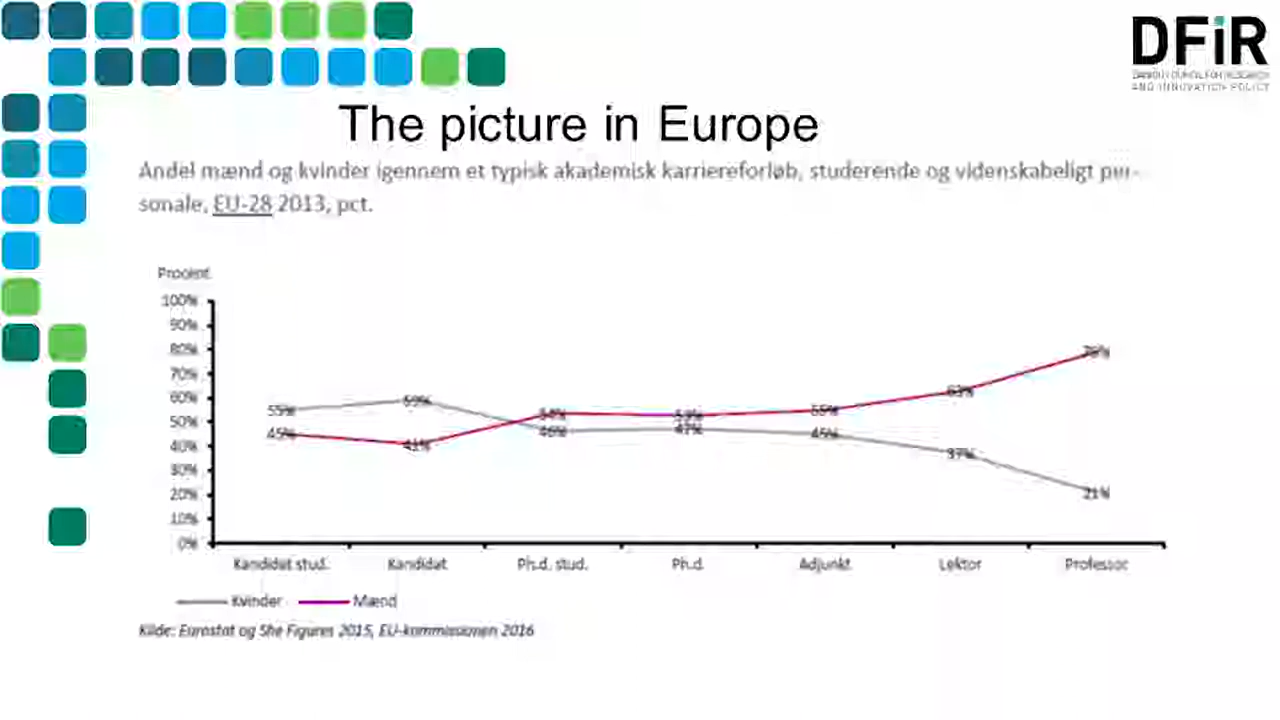 DFiR
DANISH COUNCIL FOR RESEARCH
AND INNOVATION POLICY
The picture in Europe
Andel mænd og kvinder igennem et typisk akademisk karriereforløb, studerende og videnskabeligt per-
sonale, EU-28 2013, pct.
Procent
100%
90%
80%
70%
60%
50%
40%
30%
20%
10%
0%
55% 59% 46% 47% 45% 37% 21%
45% 41% 54% 53% 55% 63% 79%
Kandidat stud. Kandidat Ph.d. stud. Ph.d. Adjunkt Lektor Professor
Kvinder Mænd
Kilde: Eurostat og She Figures 2015, EU-kommissionen 2016